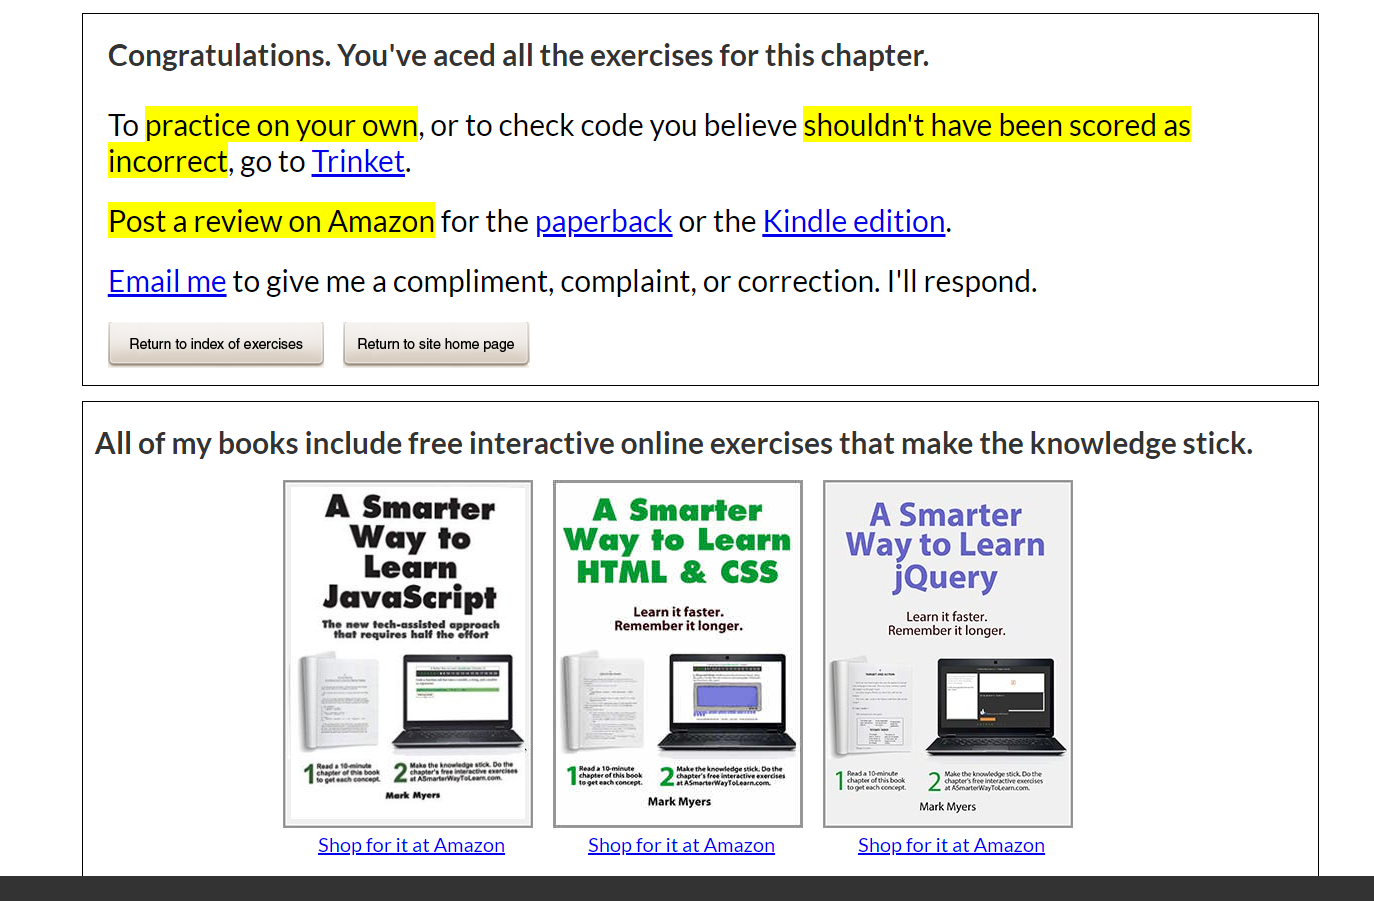 Congratulations. You've aced all the exercises for this chapter.
To practice on your own, or to check code you believe shouldn't have been scored as
incorrect, go to Trinket.
Post a review on Amazon for the paperback or the Kindle edition.
Email me to give me a compliment, complaint, or correction. I'll respond.
Return to index of exercises
Return to site home page
All of my books include free interactive online exercises that make the knowledge stick.
A Smarter
Way to
Learn
JavaScript
The new tech-assisted approach
that requires half the effort
1 Read a 10-minute
chapter of this book
to get each concept.
2 Make the knowledge stick. Do the
chapter's free interactive exercises
at ASmarterWayToLearn.com.
Mark Myers
Shop for it at Amazon
A Smarter
Way to Learn
HTML & CSS
Learn it faster.
Remember it longer.
1 Read a 10-minute
chapter of this book
to get each concept.
2 Make the knowledge stick. Do the
chapter's free interactive exercises
at ASmarterWayToLearn.com.
Mark Myers
Shop for it at Amazon
A Smarter
Way to Learn
jQuery
Learn it faster.
Remember it longer.
1 Read a 10-minute
chapter of this book
to get each concept.
2 Make the knowledge stick. Do the
chapter's free interactive exercises
at ASmarterWayToLearn.com.
Mark Myers
Shop for it at Amazon